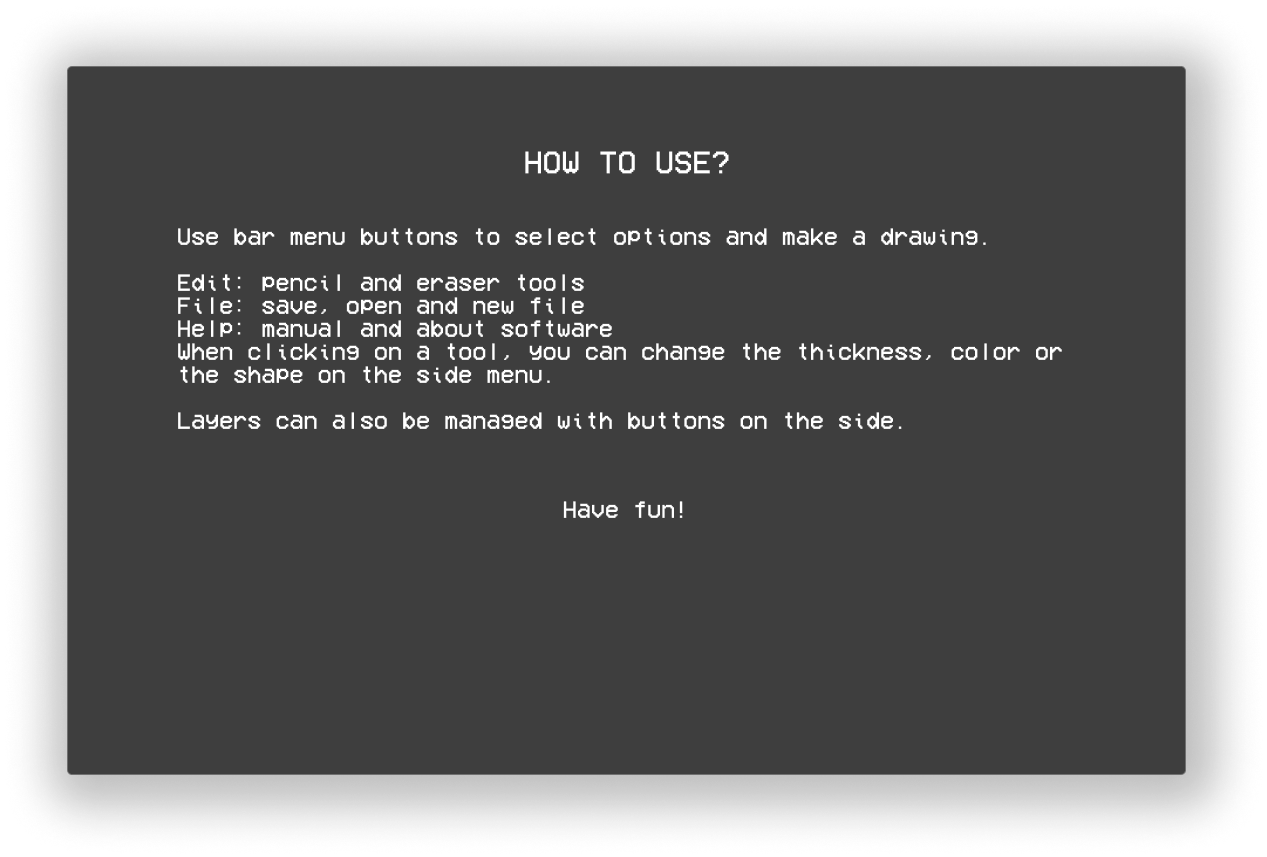 HOW TO USE?
Use bar menu buttons to select options and make a drawing.
Edit: pencil and eraser tools
File: save, open and new file
Help: manual and about software
When clicking on a tool, you can change the thickness, color or
the shape on the side menu.
Layers can also be managed with buttons on the side.
Have fun!